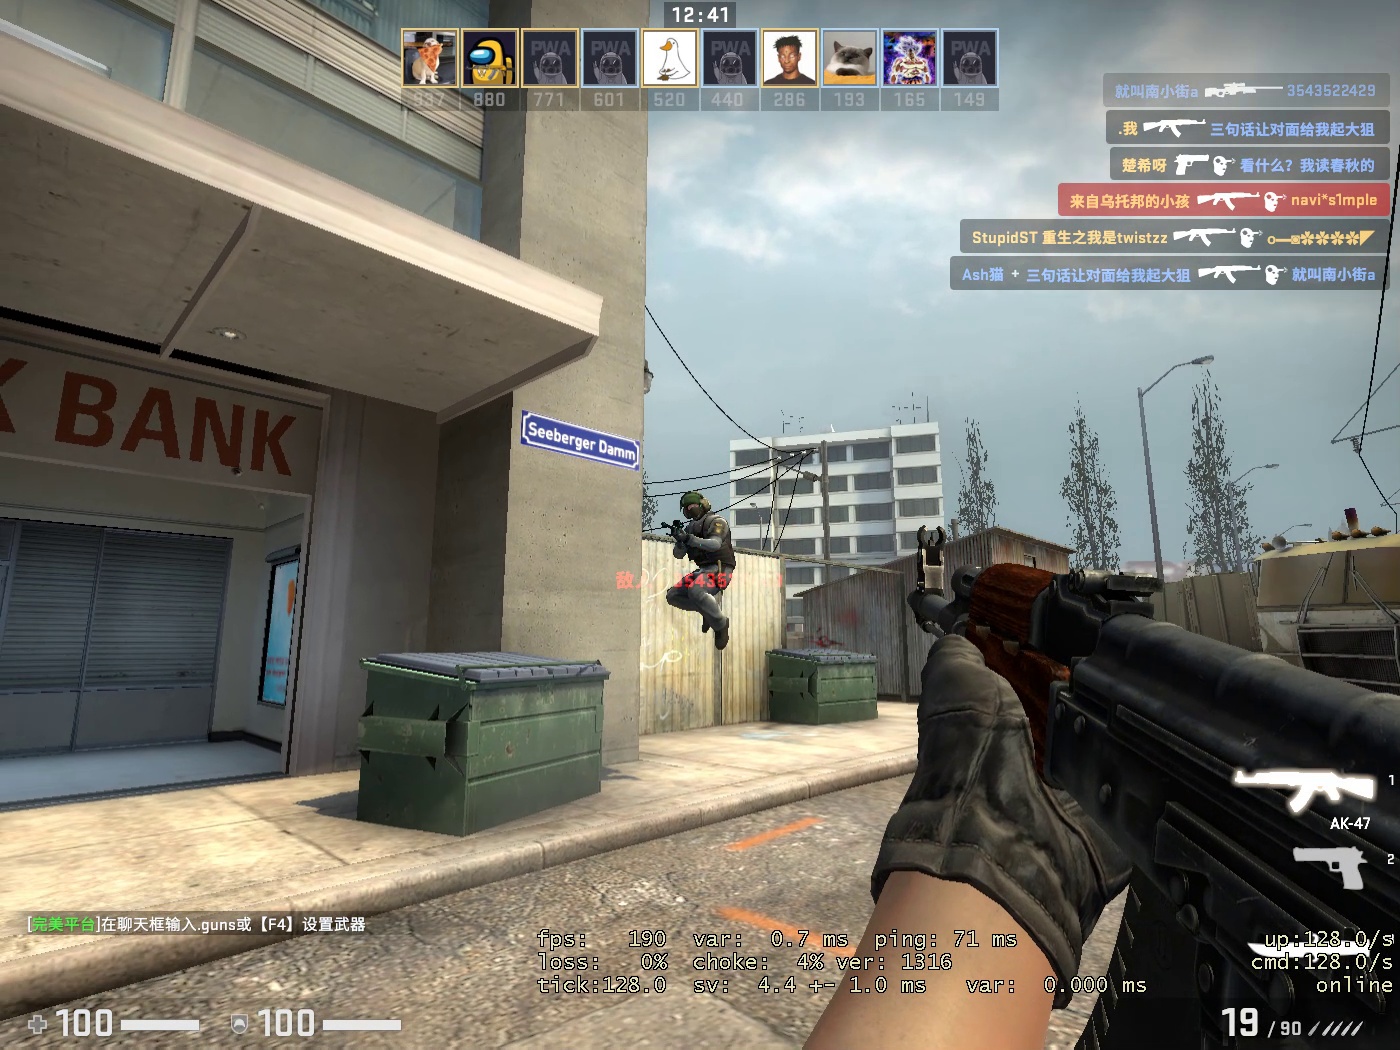 12:41
PWA PWA PWA PWA
537 880 771 601 520 440 286 193 165 149
就叫南小街a 3543522429
.我 三句话让对面给我起大狙
楚希呀 看什么？我读春秋的
来自乌托邦的小孩 navi*s1mple
StupidST 重生之我是twistzz
Ash猫 + 三句话让对面给我起大狙 就叫南小街a
K BANK
Seeberger Damm
1
AK-47
2
[完美平台]在聊天框输入.guns或【F4】设置武器
fps: 190 var: 0.7 ms ping: 71 ms
loss: 0% choke: 4% ver: 1316
tick:128.0 sv: 4.4 +- 1.0 ms var: 0.000 ms
up:128.0/s
cmd:128.0/s
online
100 100
19 / 90